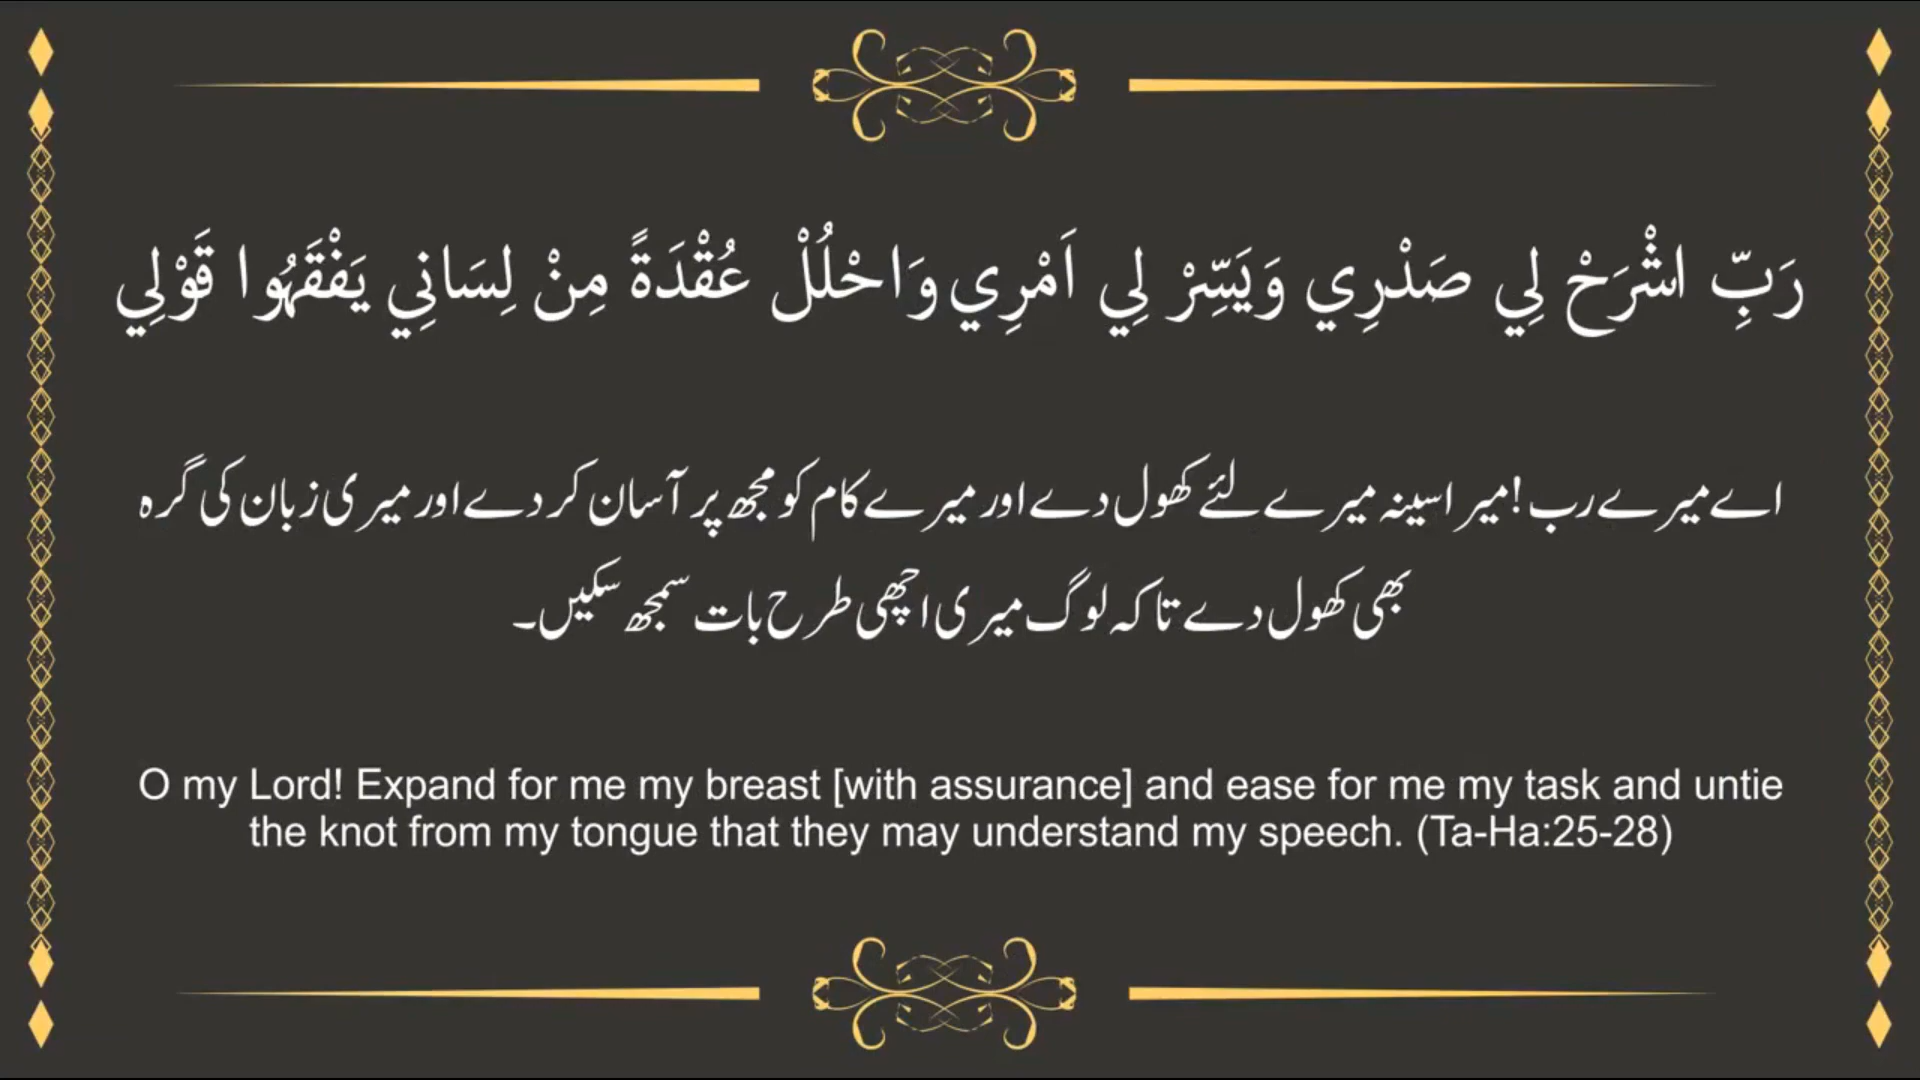 رَبِّ اشْرَحْ لِي صَدْرِي وَيَسِّرْ لِي اَمْرِي وَاحْلُلْ عُقْدَةً مِنْ لِسَانِي يَفْقَهُوا قَوْلِي
اے میرے رب! میرا سینہ میرے لئے کھول دے اور میرے کام کو مجھ پر آسان کر دے اور میری زبان کی گرہ
بھی کھول دے تاکہ لوگ میری اچھی طرح بات سمجھ سکیں۔
O my Lord! Expand for me my breast [with assurance] and ease for me my task and untie
the knot from my tongue that they may understand my speech. (Ta-Ha:25-28)